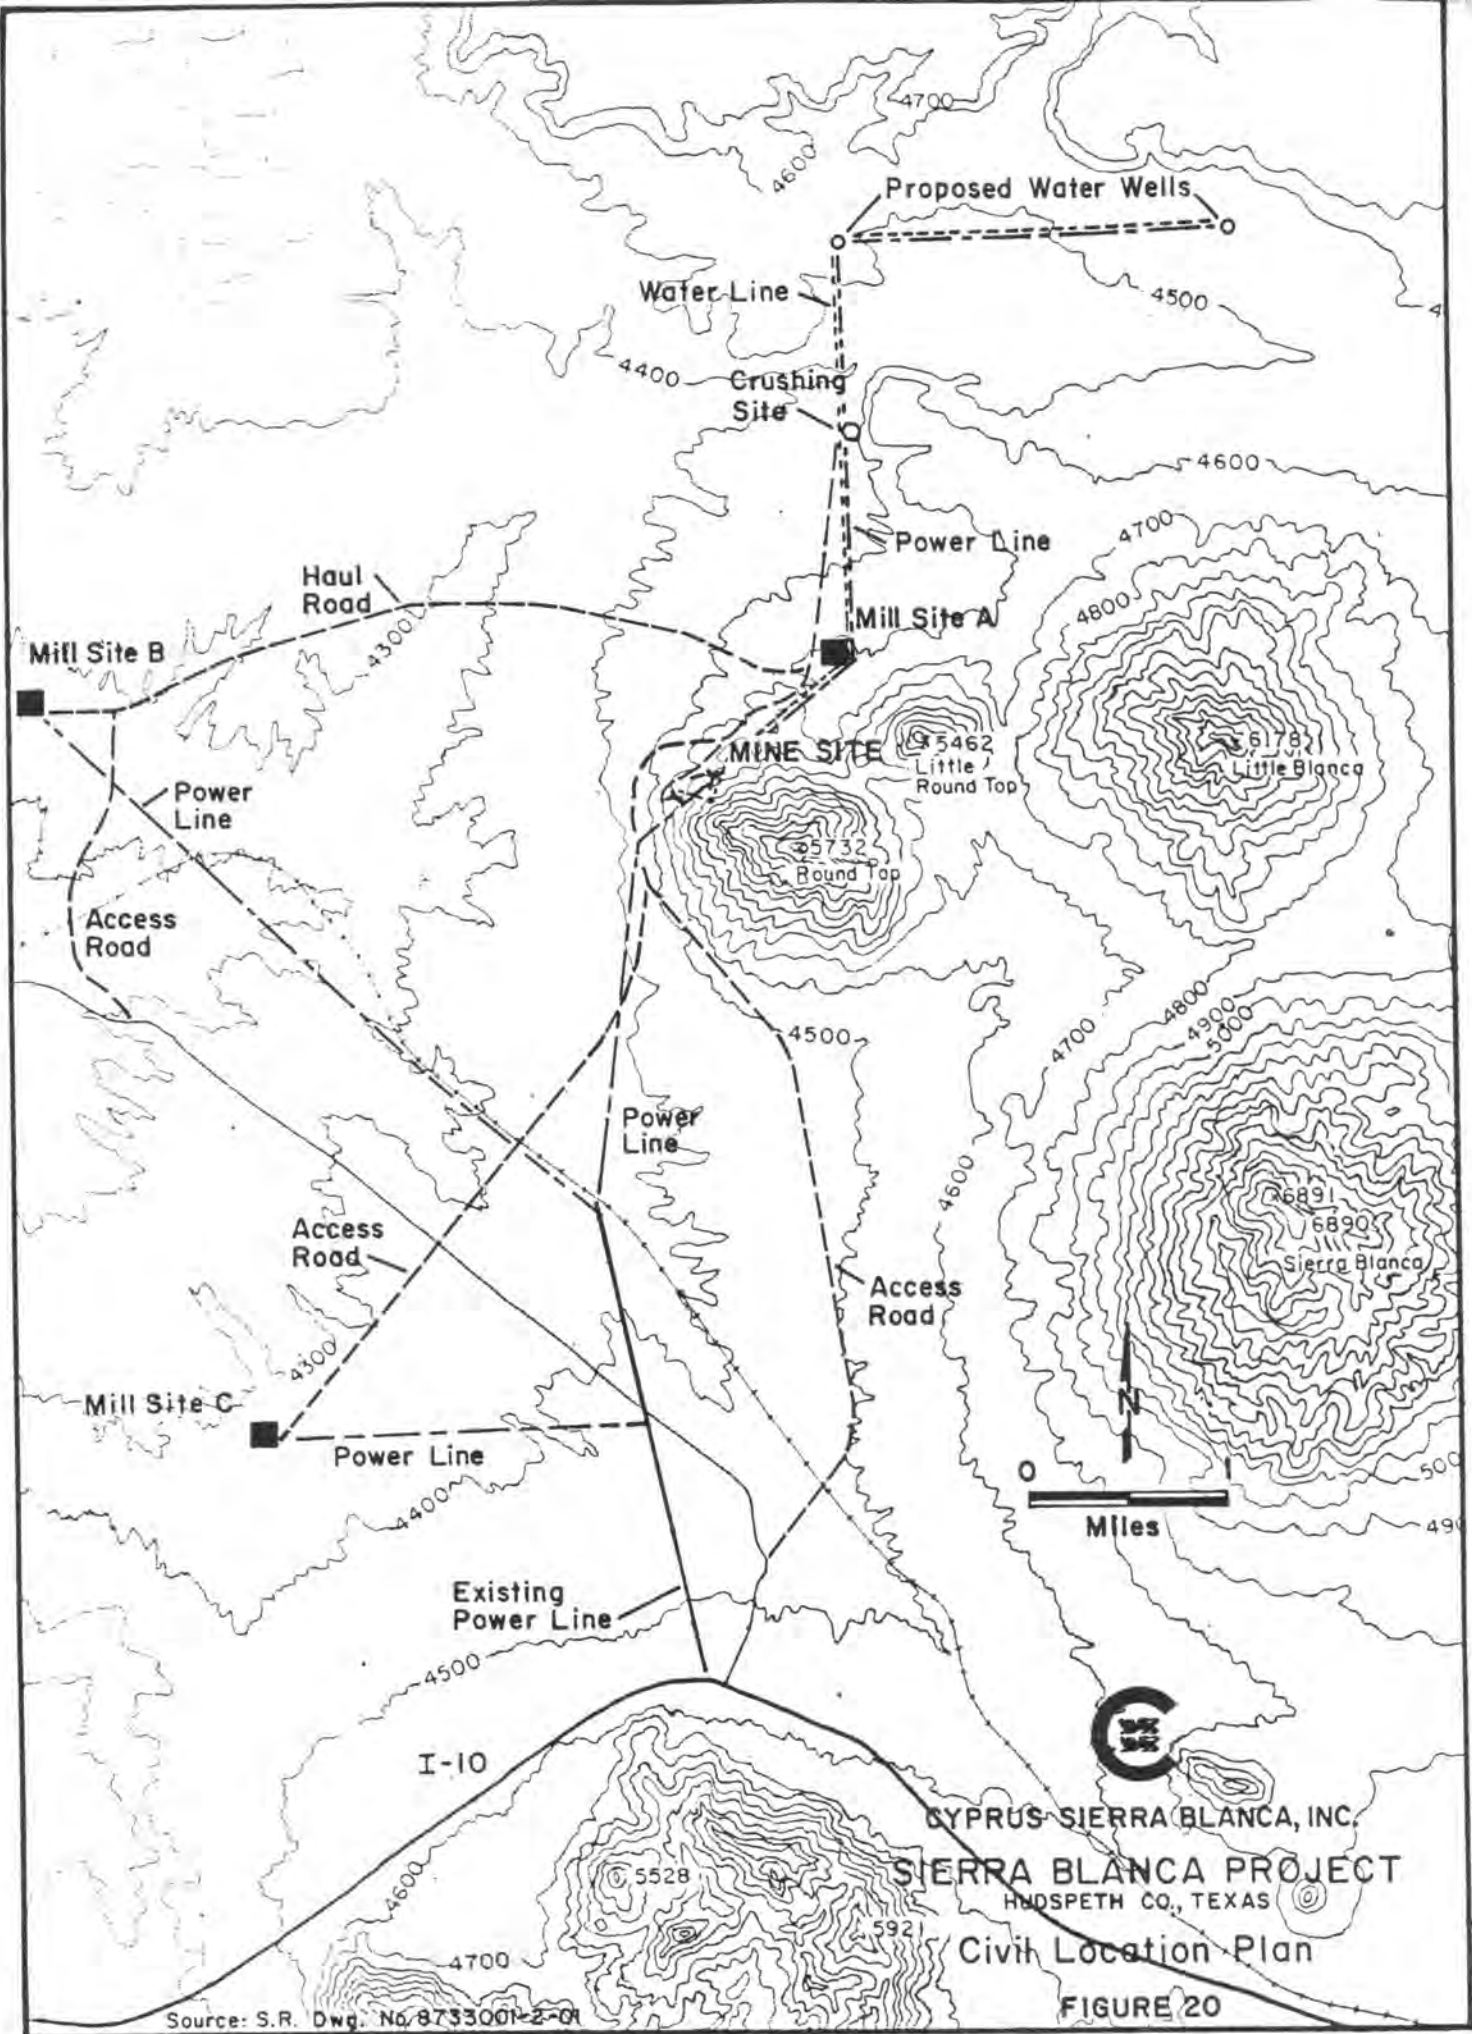 4700
4600
Proposed Water Wells
Water Line
4500
4400
Crushing
Site
4600
Power Line
4700
Haul
Road
4800
Mill Site A
4300
Mill Site B
MINE SITE
5462
Little
Round Top
6178
Little Blanca
Power
Line
5732
Round Top
Access
Road
4800
4900
5000
4700
4500
Power
Line
4600
6891
6890
Sierra Blanca
Access
Road
Access
Road
4300
N
Mill Site C
Power Line
0
1
Miles
500
490
4400
Existing
Power Line
4500
I-10
CYPRUS SIERRA BLANCA, INC.
SIERRA BLANCA PROJECT
HUDSPETH CO., TEXAS
5528
4600
5921
Civil Location Plan
4700
FIGURE 20
Source: S.R. Dwg. No. 8733001-2-01